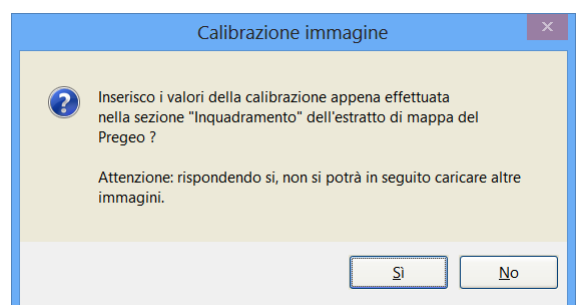 Calibrazione immagine
Inserisco i valori della calibrazione appena effettuata
nella sezione "Inquadramento" dell'estratto di mappa del
Pregeo ?
Attenzione: rispondendo si, non si potrà in seguito caricare altre
immagini.
Sì
No